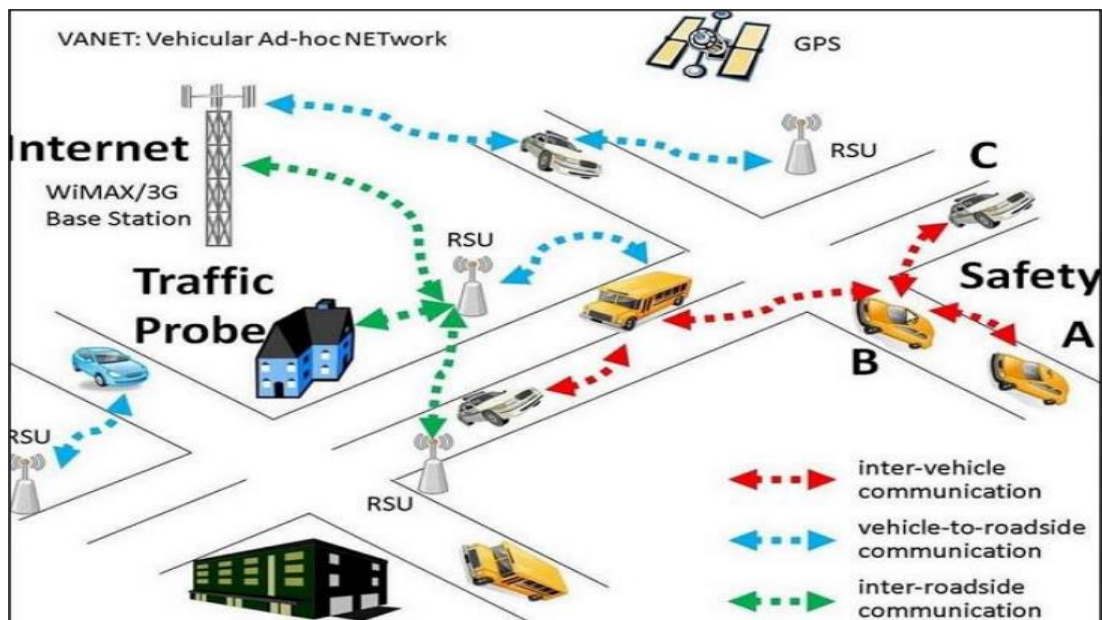 VANET: Vehicular Ad-hoc NETwork
GPS
Internet
WiMAX/3G
Base Station
RSU
C
RSU
Traffic
Probe
Safety
A
B
RSU
RSU
inter-vehicle
communication
vehicle-to-roadside
communication
inter-roadside
communication